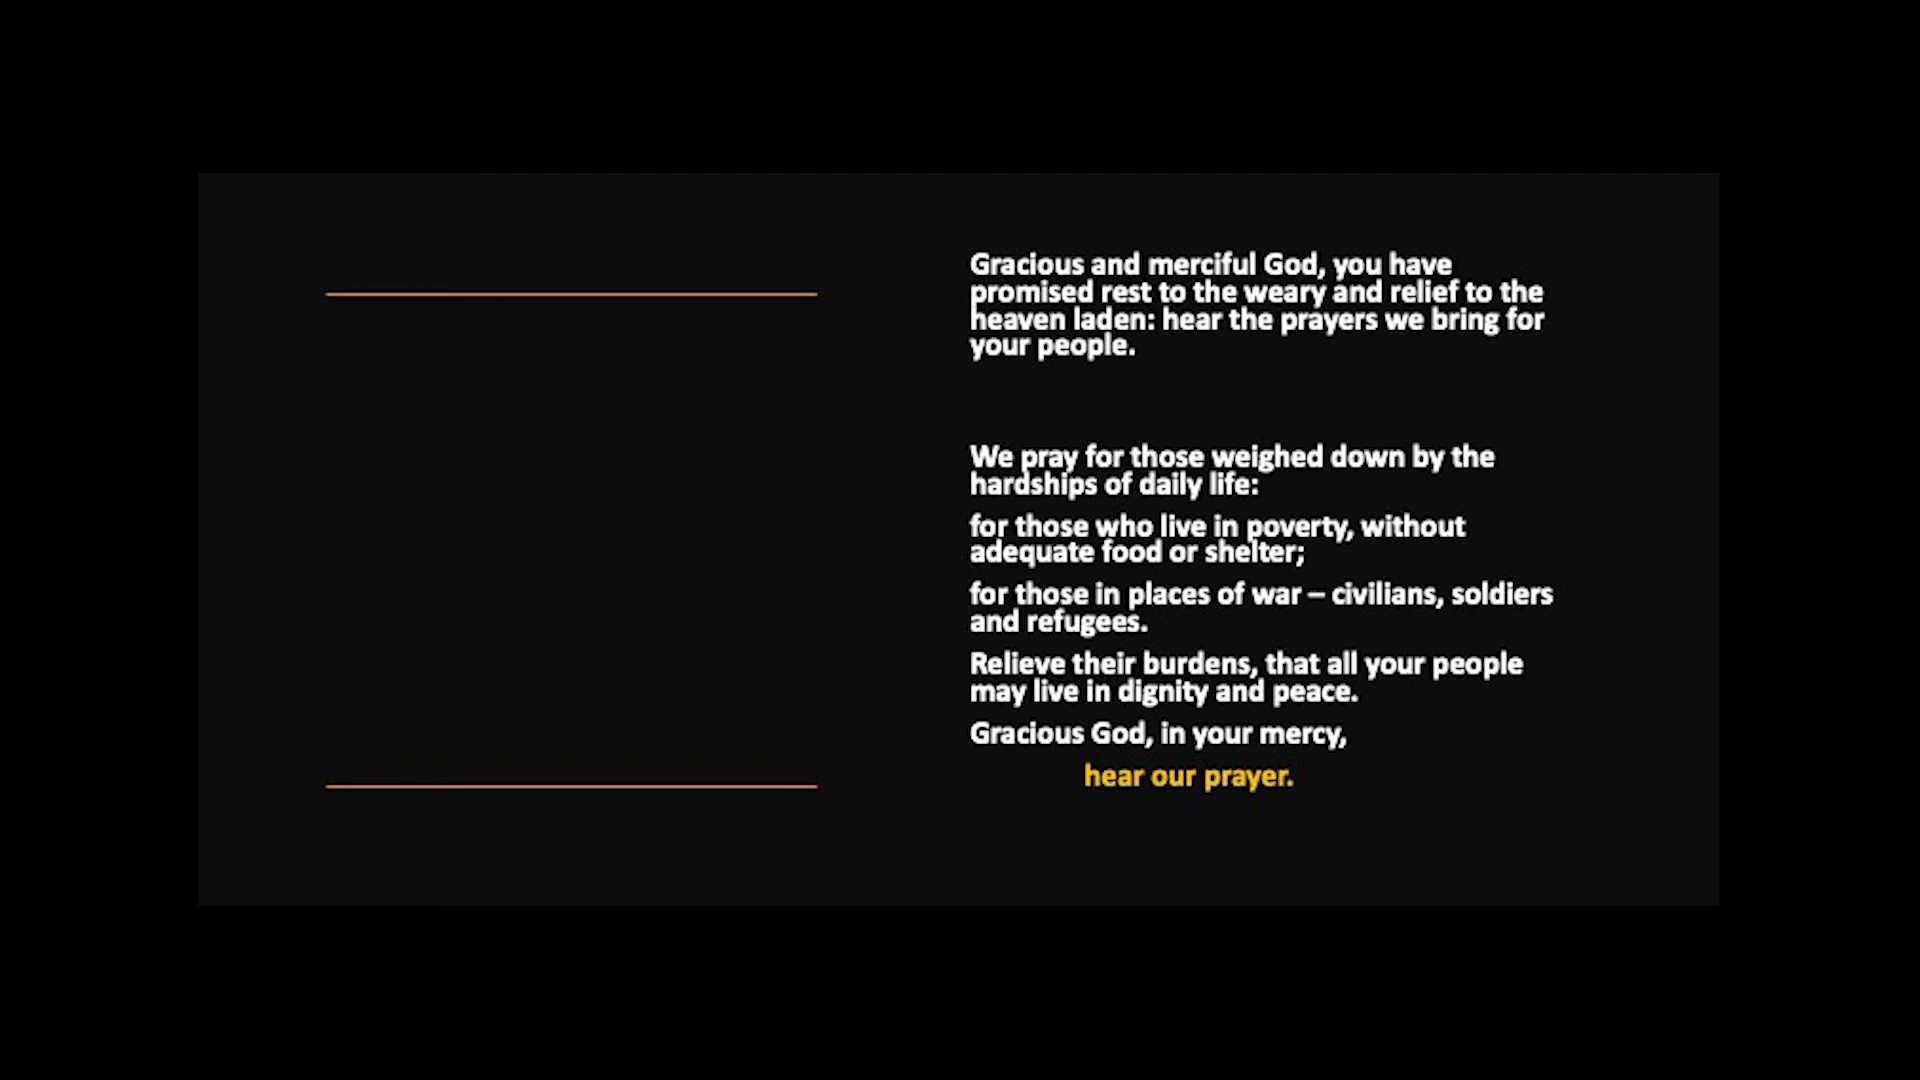 Gracious and merciful God, you have
promised rest to the weary and relief to the
heaven laden: hear the prayers we bring for
your people.
We pray for those weighed down by the
hardships of daily life:
for those who live in poverty, without
adequate food or shelter;
for those in places of war – civilians, soldiers
and refugees.
Relieve their burdens, that all your people
may live in dignity and peace.
Gracious God, in your mercy,
hear our prayer.